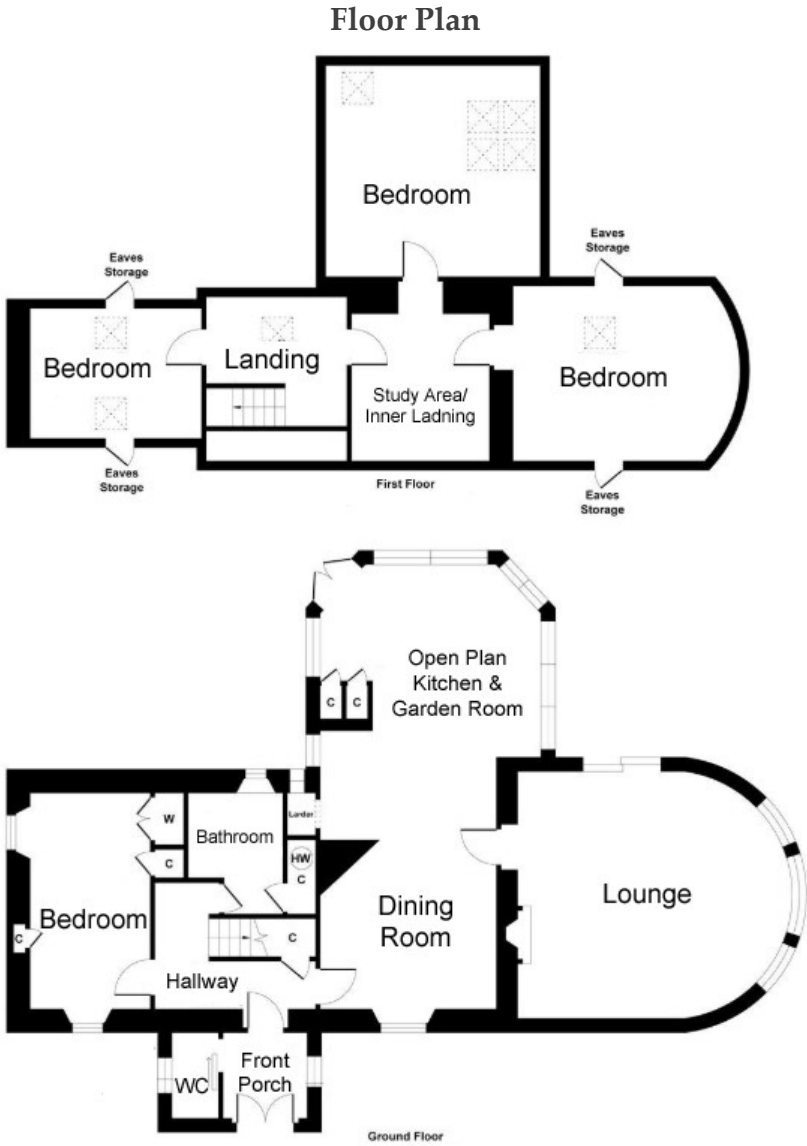 Floor Plan
Bedroom
Eaves
Storage
Eaves
Storage
Bedroom
Landing
Study Area/
Inner Ladning
Bedroom
Eaves
Storage
First Floor
Eaves
Storage
Open Plan
Kitchen &
Garden Room
C
C
W
C
Bathroom
Larder
HW
C
Bedroom
C
Hallway
C
Dining
Room
Lounge
WC
Front
Porch
Ground Floor